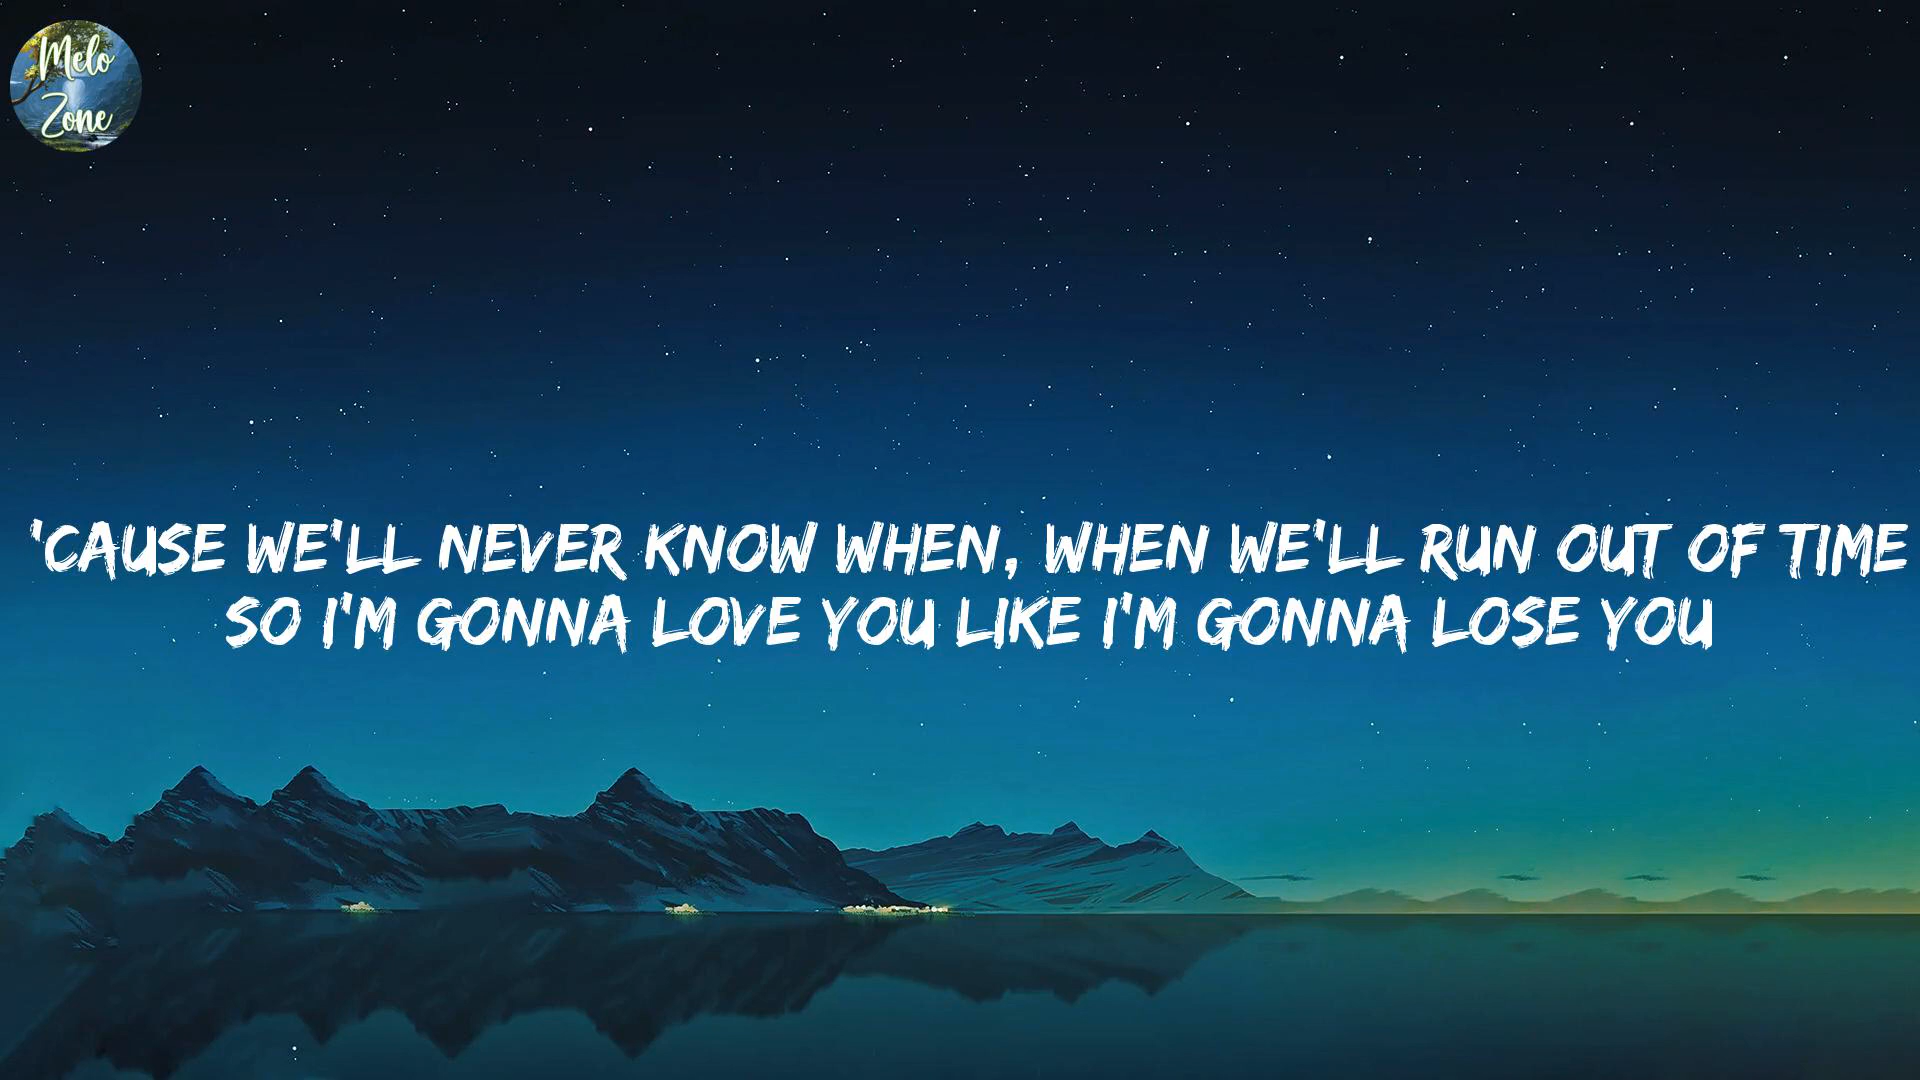 Melo
Zone
'CAUSE WE'LL NEVER KNOW WHEN, WHEN WE'LL RUN OUT OF TIME
SO I'M GONNA LOVE YOU LIKE I'M GONNA LOSE YOU